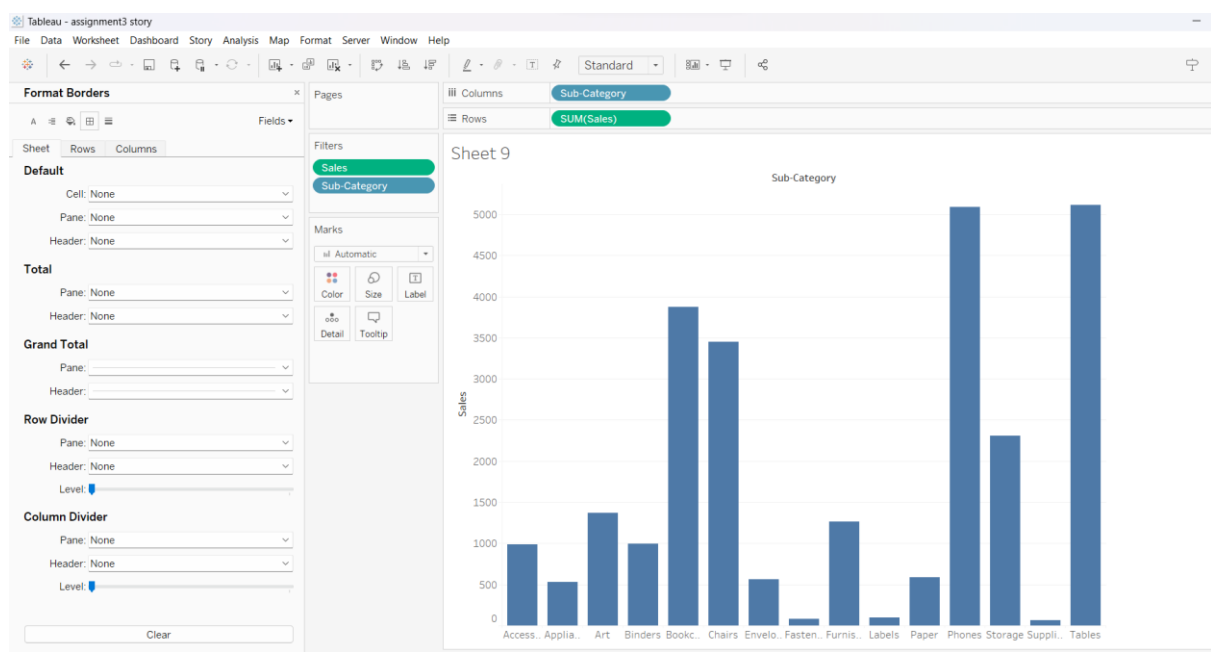 Tableau - assignment3 story
File Data Worksheet Dashboard Story Analysis Map Format Server Window Help
Standard
Format Borders
Fields
Sheet Rows Columns
Default
Cell: None
Pane: None
Header: None
Total
Pane: None
Header: None
Grand Total
Pane:
Header:
Row Divider
Pane: None
Header: None
Level:
Column Divider
Pane: None
Header: None
Level:
Clear
Pages
Filters
Sales
Sub-Category
Marks
Automatic
Color Size Label
Detail Tooltip
Columns Sub-Category
Rows SUM(Sales)
Sheet 9
Sub-Category
5000
4500
4000
3500
3000
2500
2000
1500
1000
500
0
Sales
Access.. Applia.. Art Binders Bookc.. Chairs Envelo.. Fasten.. Furnis.. Labels Paper Phones Storage Suppli.. Tables